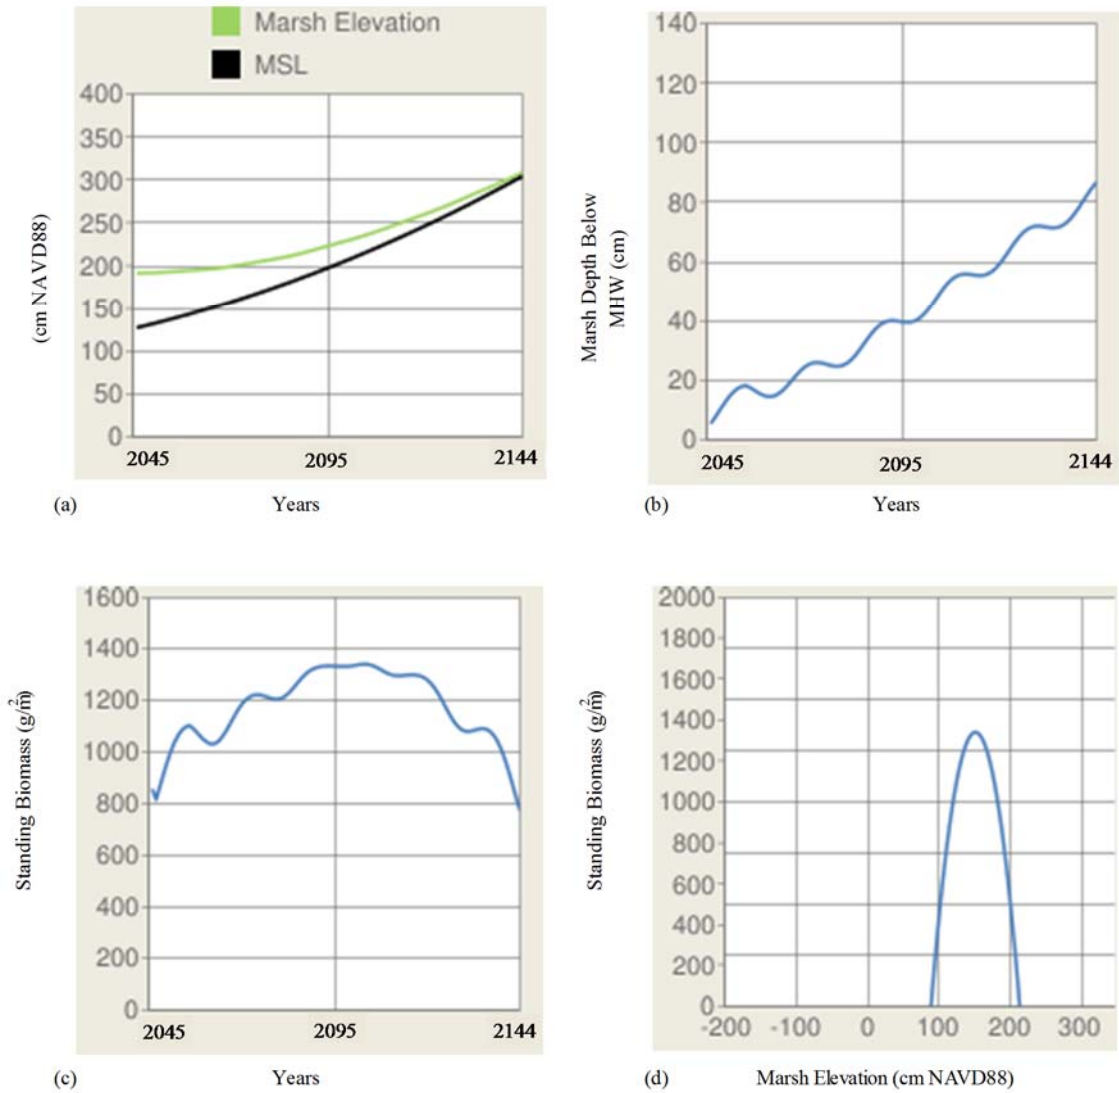 Marsh Elevation
MSL
400
350
300
250
200
150
100
50
0
(cm NAVD88)
2045 2095 2144
(a) Years
140
120
100
80
60
40
20
0
Marsh Depth Below
MHW (cm)
2045 2095 2144
(b) Years
1600
1400
1200
1000
800
600
400
200
0
Standing Biomass (g/m²)
2045 2095 2144
(c) Years
2000
1800
1600
1400
1200
1000
800
600
400
200
0
Standing Biomass (g/m²)
-200 -100 0 100 200 300
(d) Marsh Elevation (cm NAVD88)